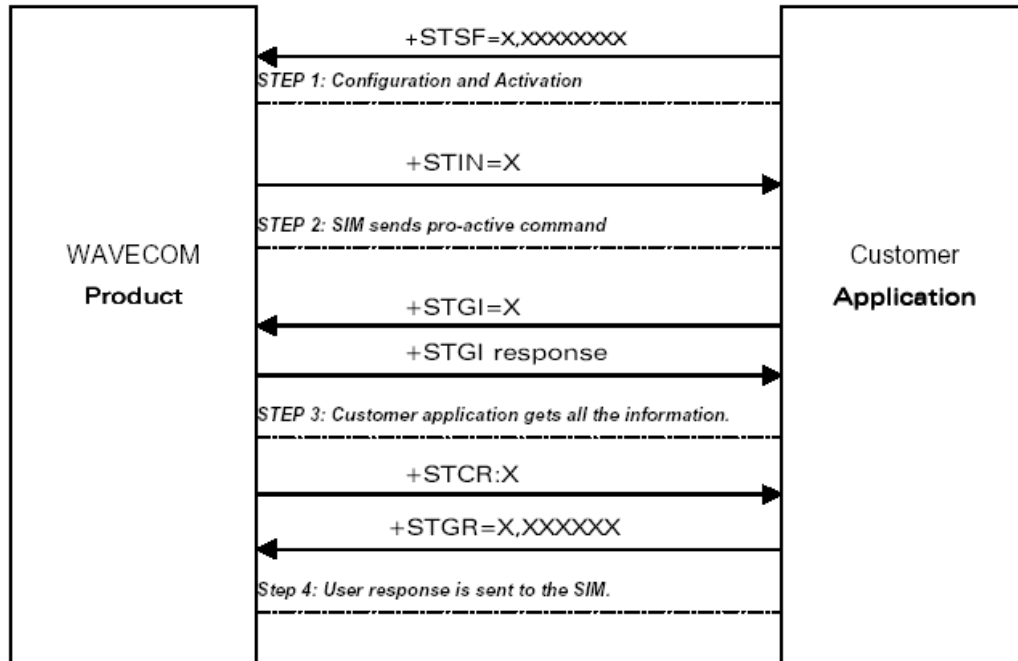 +STSF=X,XXXXXXXX
STEP 1: Configuration and Activation
+STIN=X
STEP 2: SIM sends pro-active command
WAVECOM
Product
Customer
Application
+STGI=X
+STGI response
STEP 3: Customer application gets all the information.
+STCR:X
+STGR=X,XXXXXX
Step 4: User response is sent to the SIM.